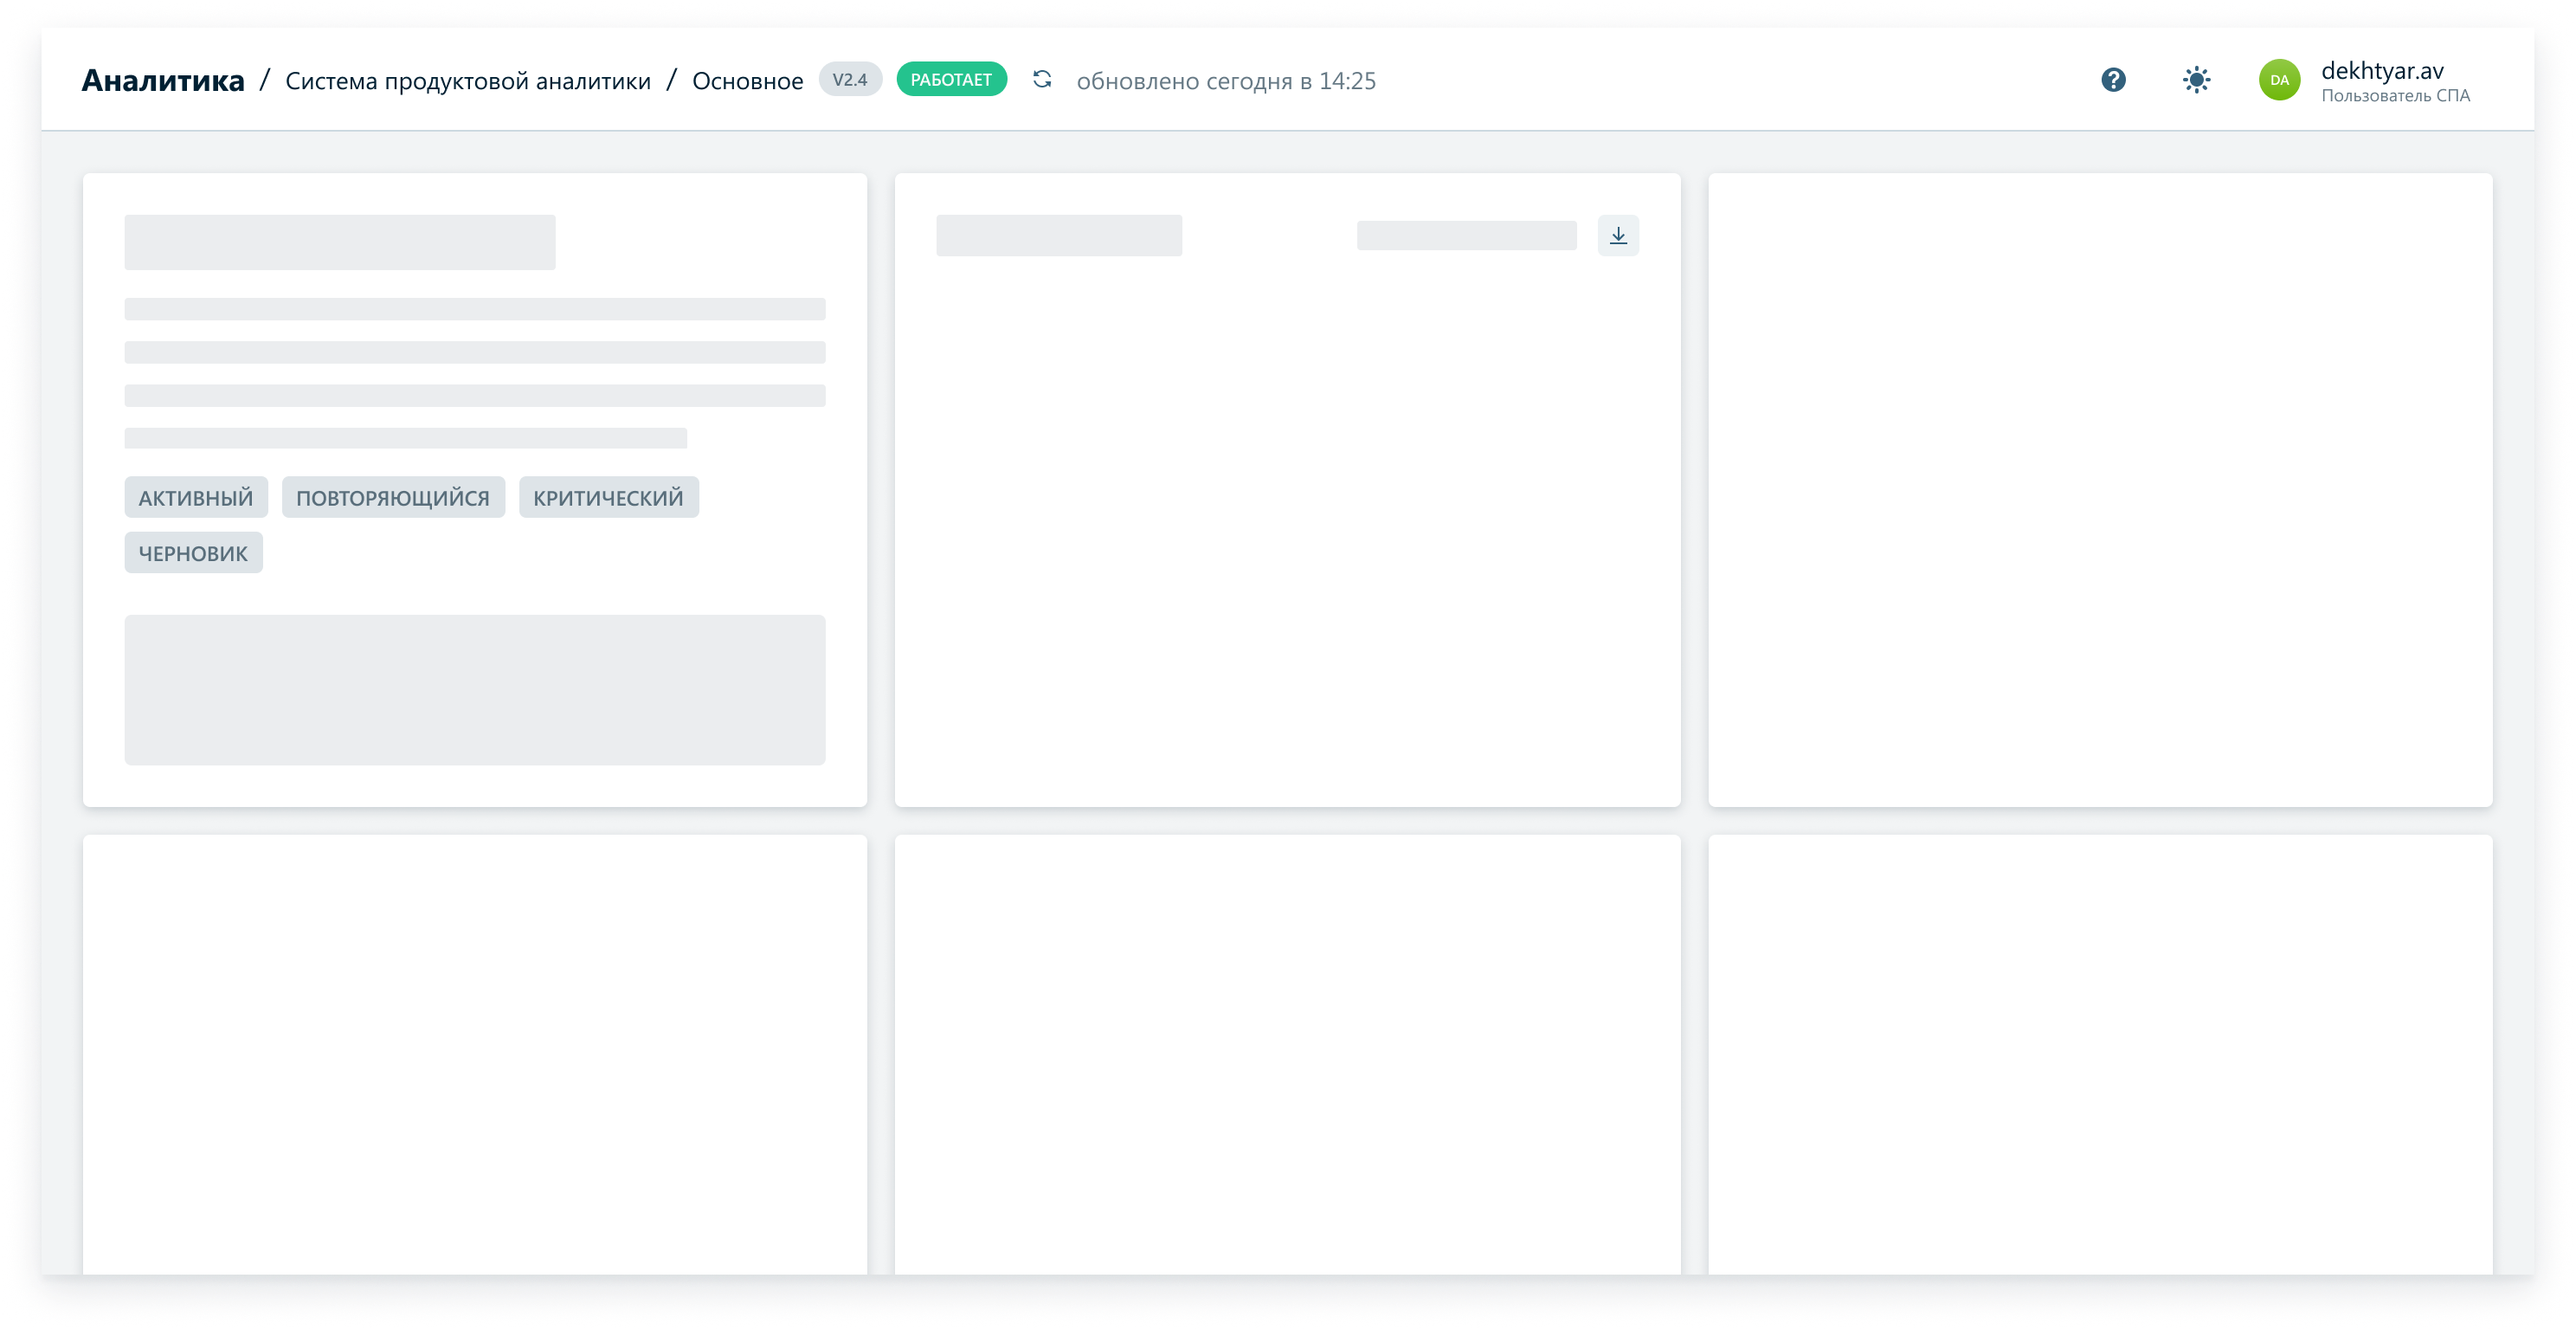 Аналитика / Система продуктовой аналитики / Основное V2.4 РАБОТАЕТ обновлено сегодня в 14:25
DA dekhtyar.av
Пользователь СПА
АКТИВНЫЙ ПОВТОРЯЮЩИЙСЯ КРИТИЧЕСКИЙ
ЧЕРНОВИК